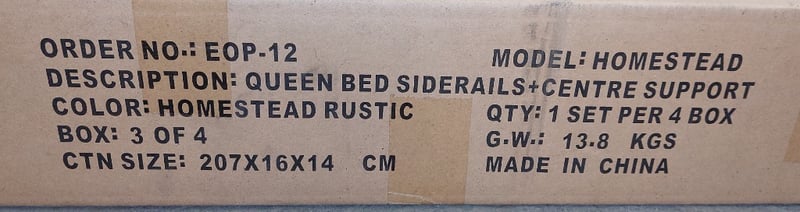 ORDER NO.: EOP-12 MODEL: HOMESTEAD
DESCRIPTION: QUEEN BED SIDERAILS+CENTRE SUPPORT
COLOR: HOMESTEAD RUSTIC QTY: 1 SET PER 4 BOX
BOX: 3 OF 4 G.W.: 13.8 KGS
CTN SIZE: 207X16X14 CM MADE IN CHINA